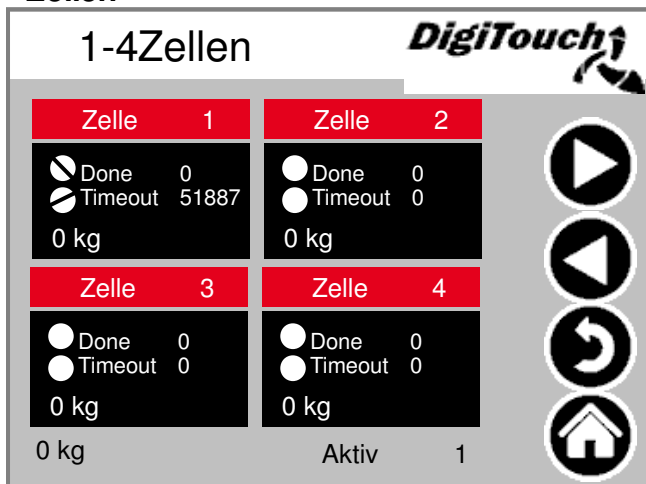 1-4Zellen
DigiTouch
Zelle 1
Done 0
Timeout 51887
0 kg
Zelle 2
Done 0
Timeout 0
0 kg
Zelle 3
Done 0
Timeout 0
0 kg
Zelle 4
Done 0
Timeout 0
0 kg
0 kg
Aktiv 1